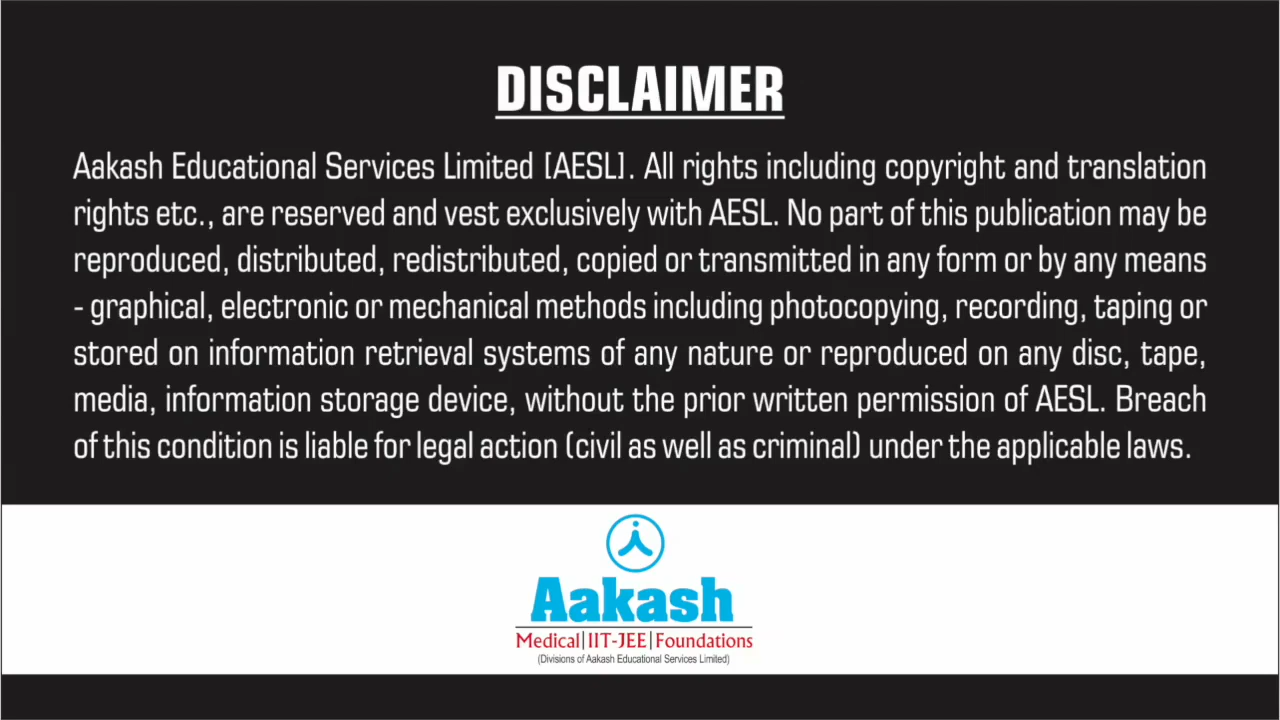 DISCLAIMER
Aakash Educational Services Limited [AESL]. All rights including copyright and translation
rights etc., are reserved and vest exclusively with AESL. No part of this publication may be
reproduced, distributed, redistributed, copied or transmitted in any form or by any means
- graphical, electronic or mechanical methods including photocopying, recording, taping or
stored on information retrieval systems of any nature or reproduced on any disc, tape,
media, information storage device, without the prior written permission of AESL. Breach
of this condition is liable for legal action (civil as well as criminal) under the applicable laws.
Aakash
Medical|IIT-JEE|Foundations
(Divisions of Aakash Educational Services Limited)